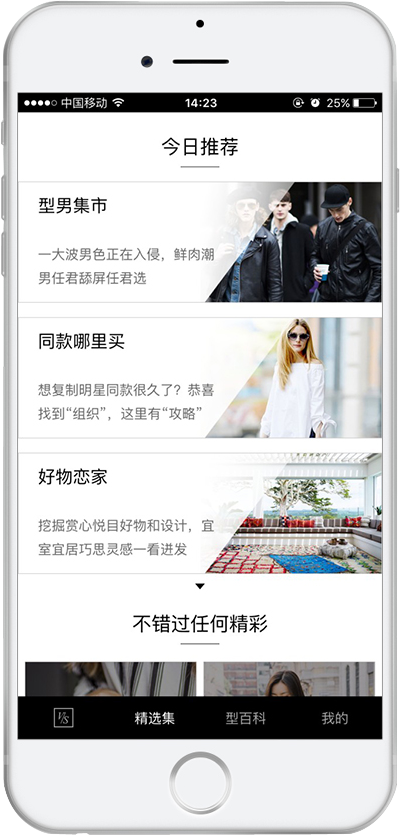 中国移动 14:23 25%
今日推荐
型男集市
一大波男色正在入侵，鲜肉潮
男任君舔屏任君选
同款哪里买
想复制明星同款很久了？恭喜
找到“组织”，这里有“攻略”
好物恋家
挖掘赏心悦目好物和设计，宜
室宜居巧思灵感一看迸发
不错过任何精彩
VS 精选集 型百科 我的